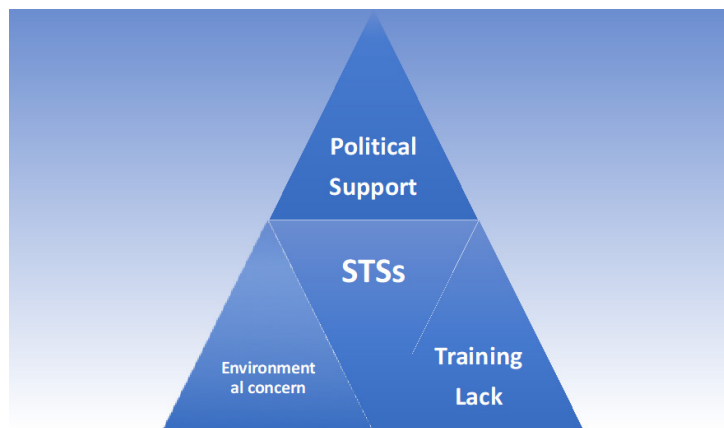 Political
Support
STSs
Environment
al concern
Training
Lack